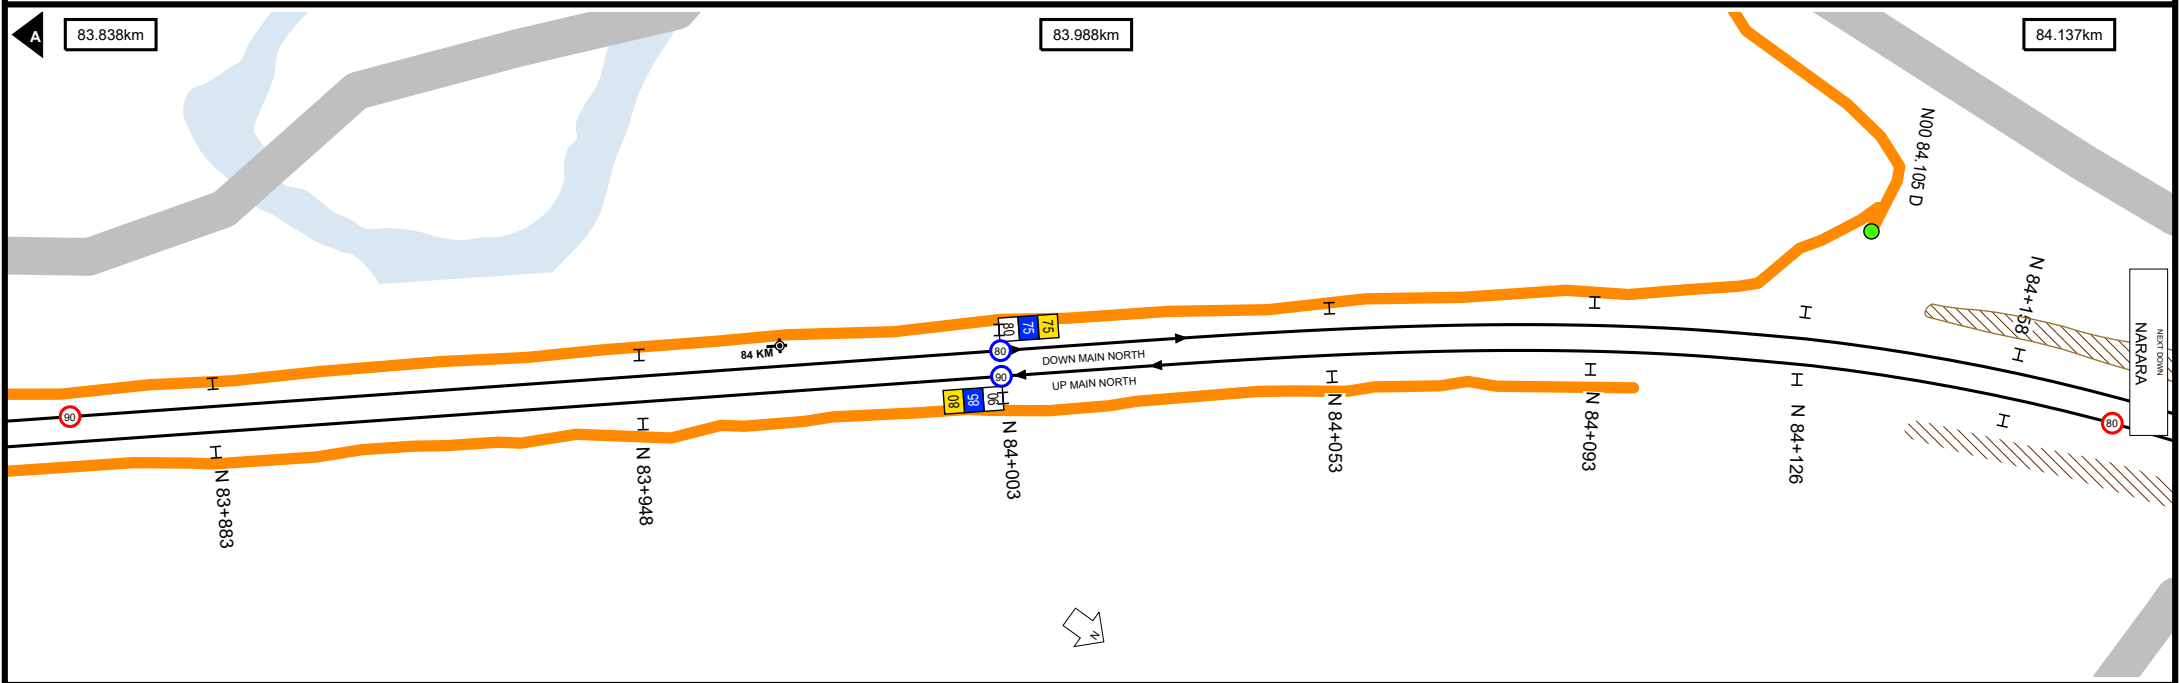 A
83.838km
83.988km
84.137km
N00 84.105 D
N 84+158
NEXT DOWN
NARARA
80
75
75
84 KM
80
DOWN MAIN NORTH
90
UP MAIN NORTH
90
80
85
90
80
N 83+883
N 83+948
N 84+003
N 84+053
N 84+093
N 84+126
N